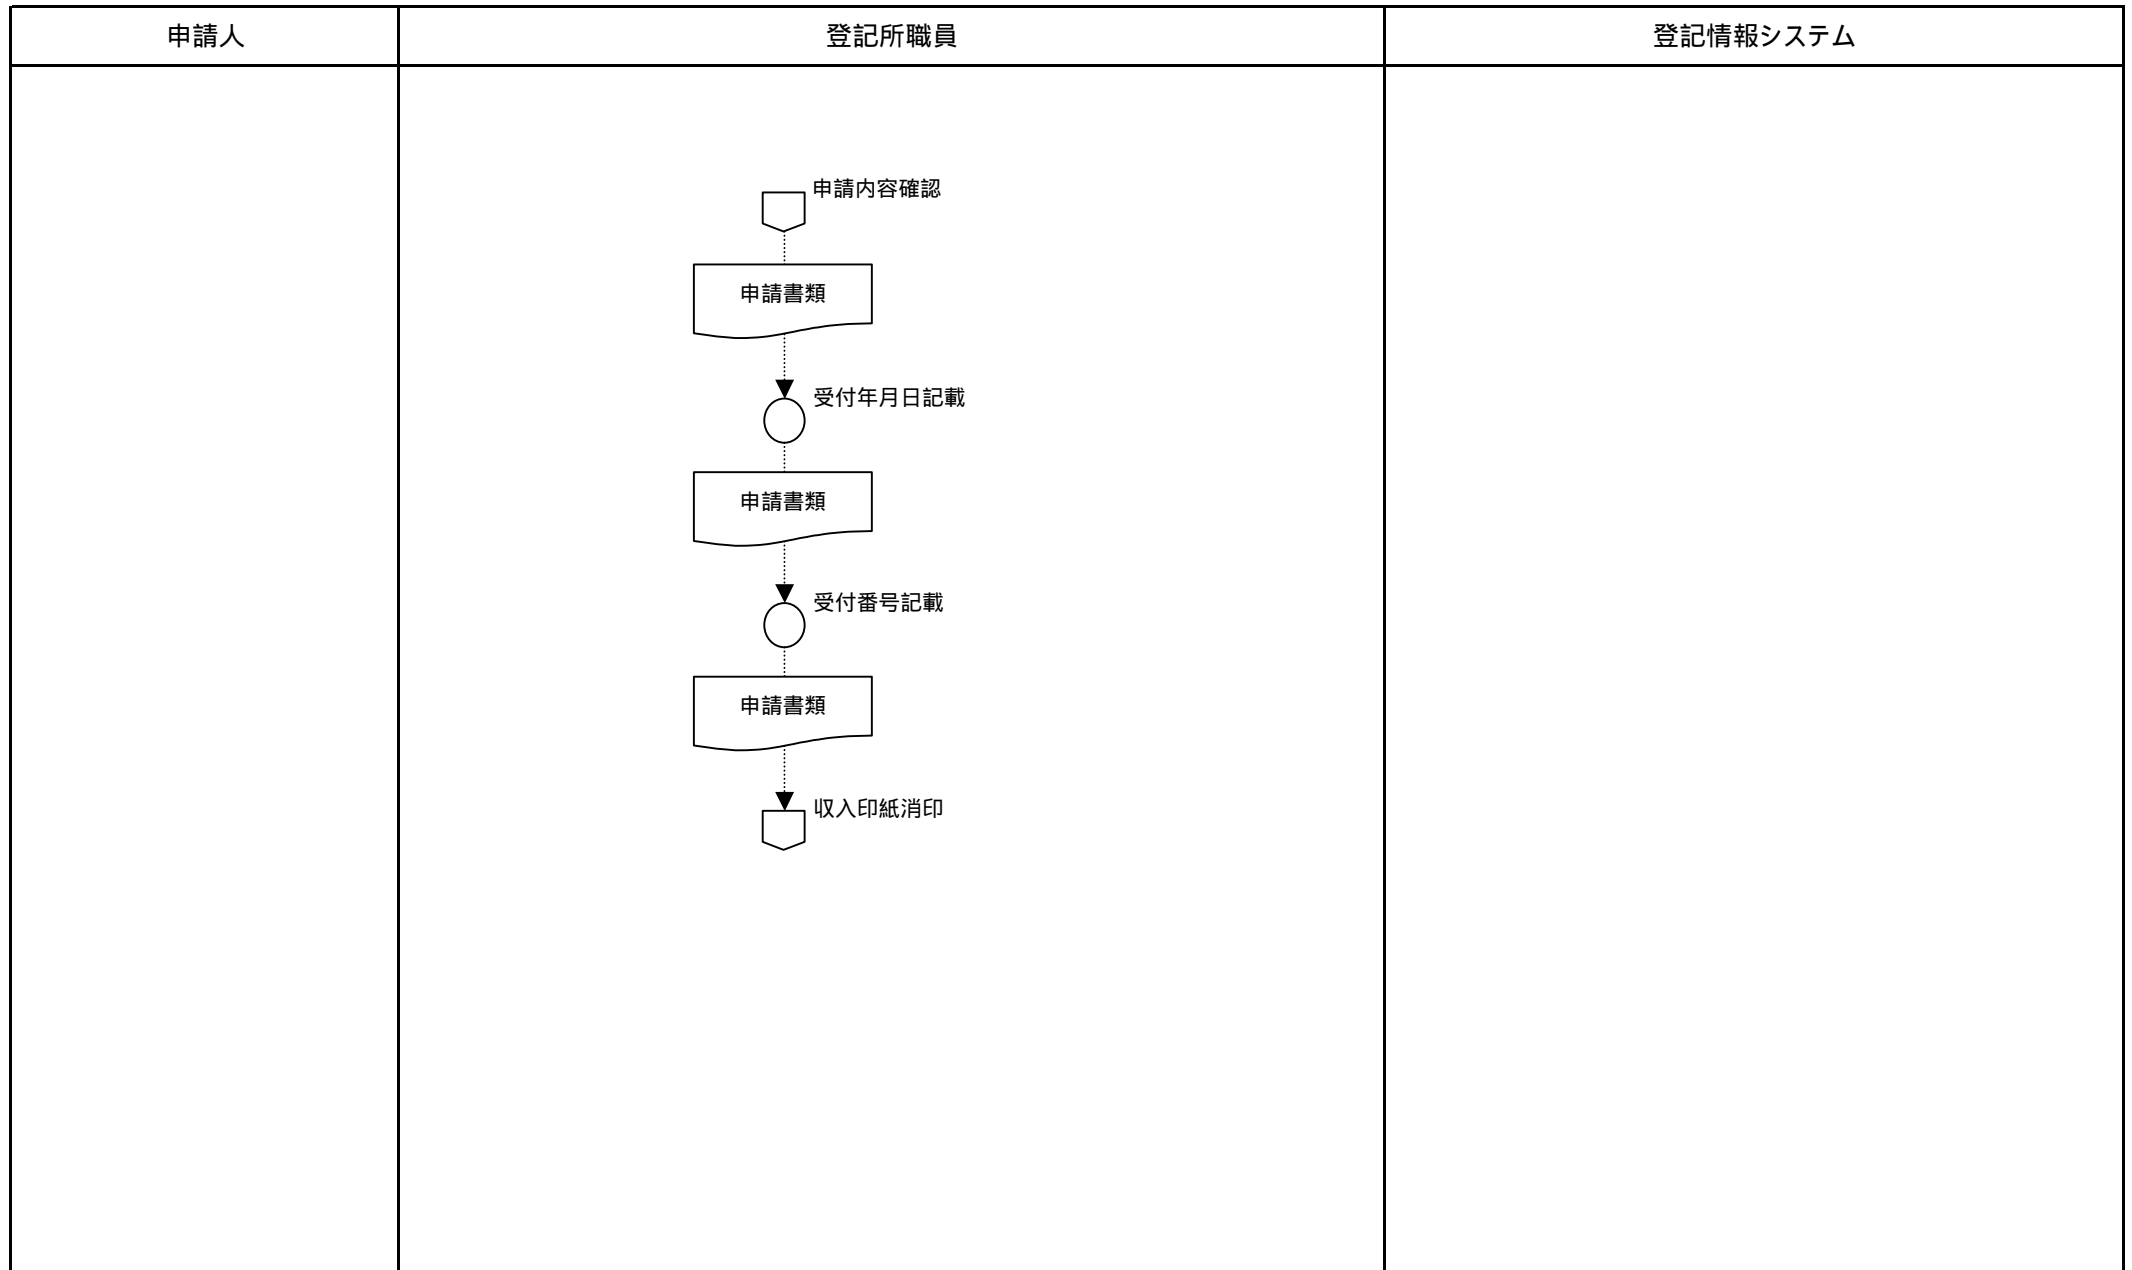 申請人
登記所職員
登記情報システム
申請内容確認
申請書類
受付年月日記載
申請書類
受付番号記載
申請書類
収入印紙消印